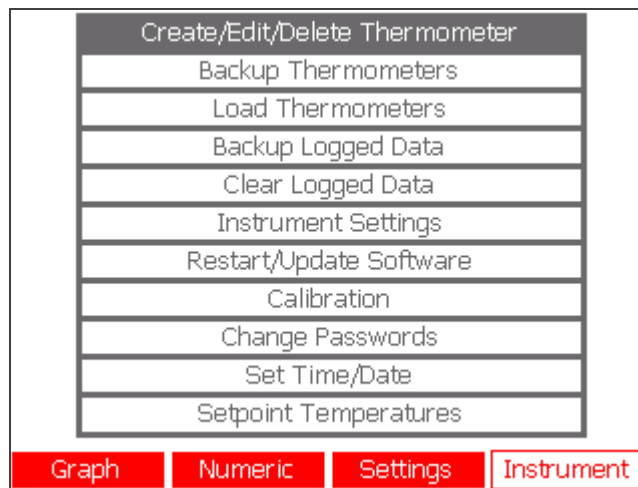 Create/Edit/Delete Thermometer
Backup Thermometers
Load Thermometers
Backup Logged Data
Clear Logged Data
Instrument Settings
Restart/Update Software
Calibration
Change Passwords
Set Time/Date
Setpoint Temperatures
Graph Numeric Settings Instrument